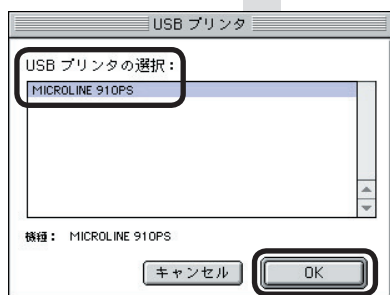 USB プリンタ
USB プリンタの選択：
MICROLINE 910PS
機種： MICROLINE 910PS
キャンセル
OK